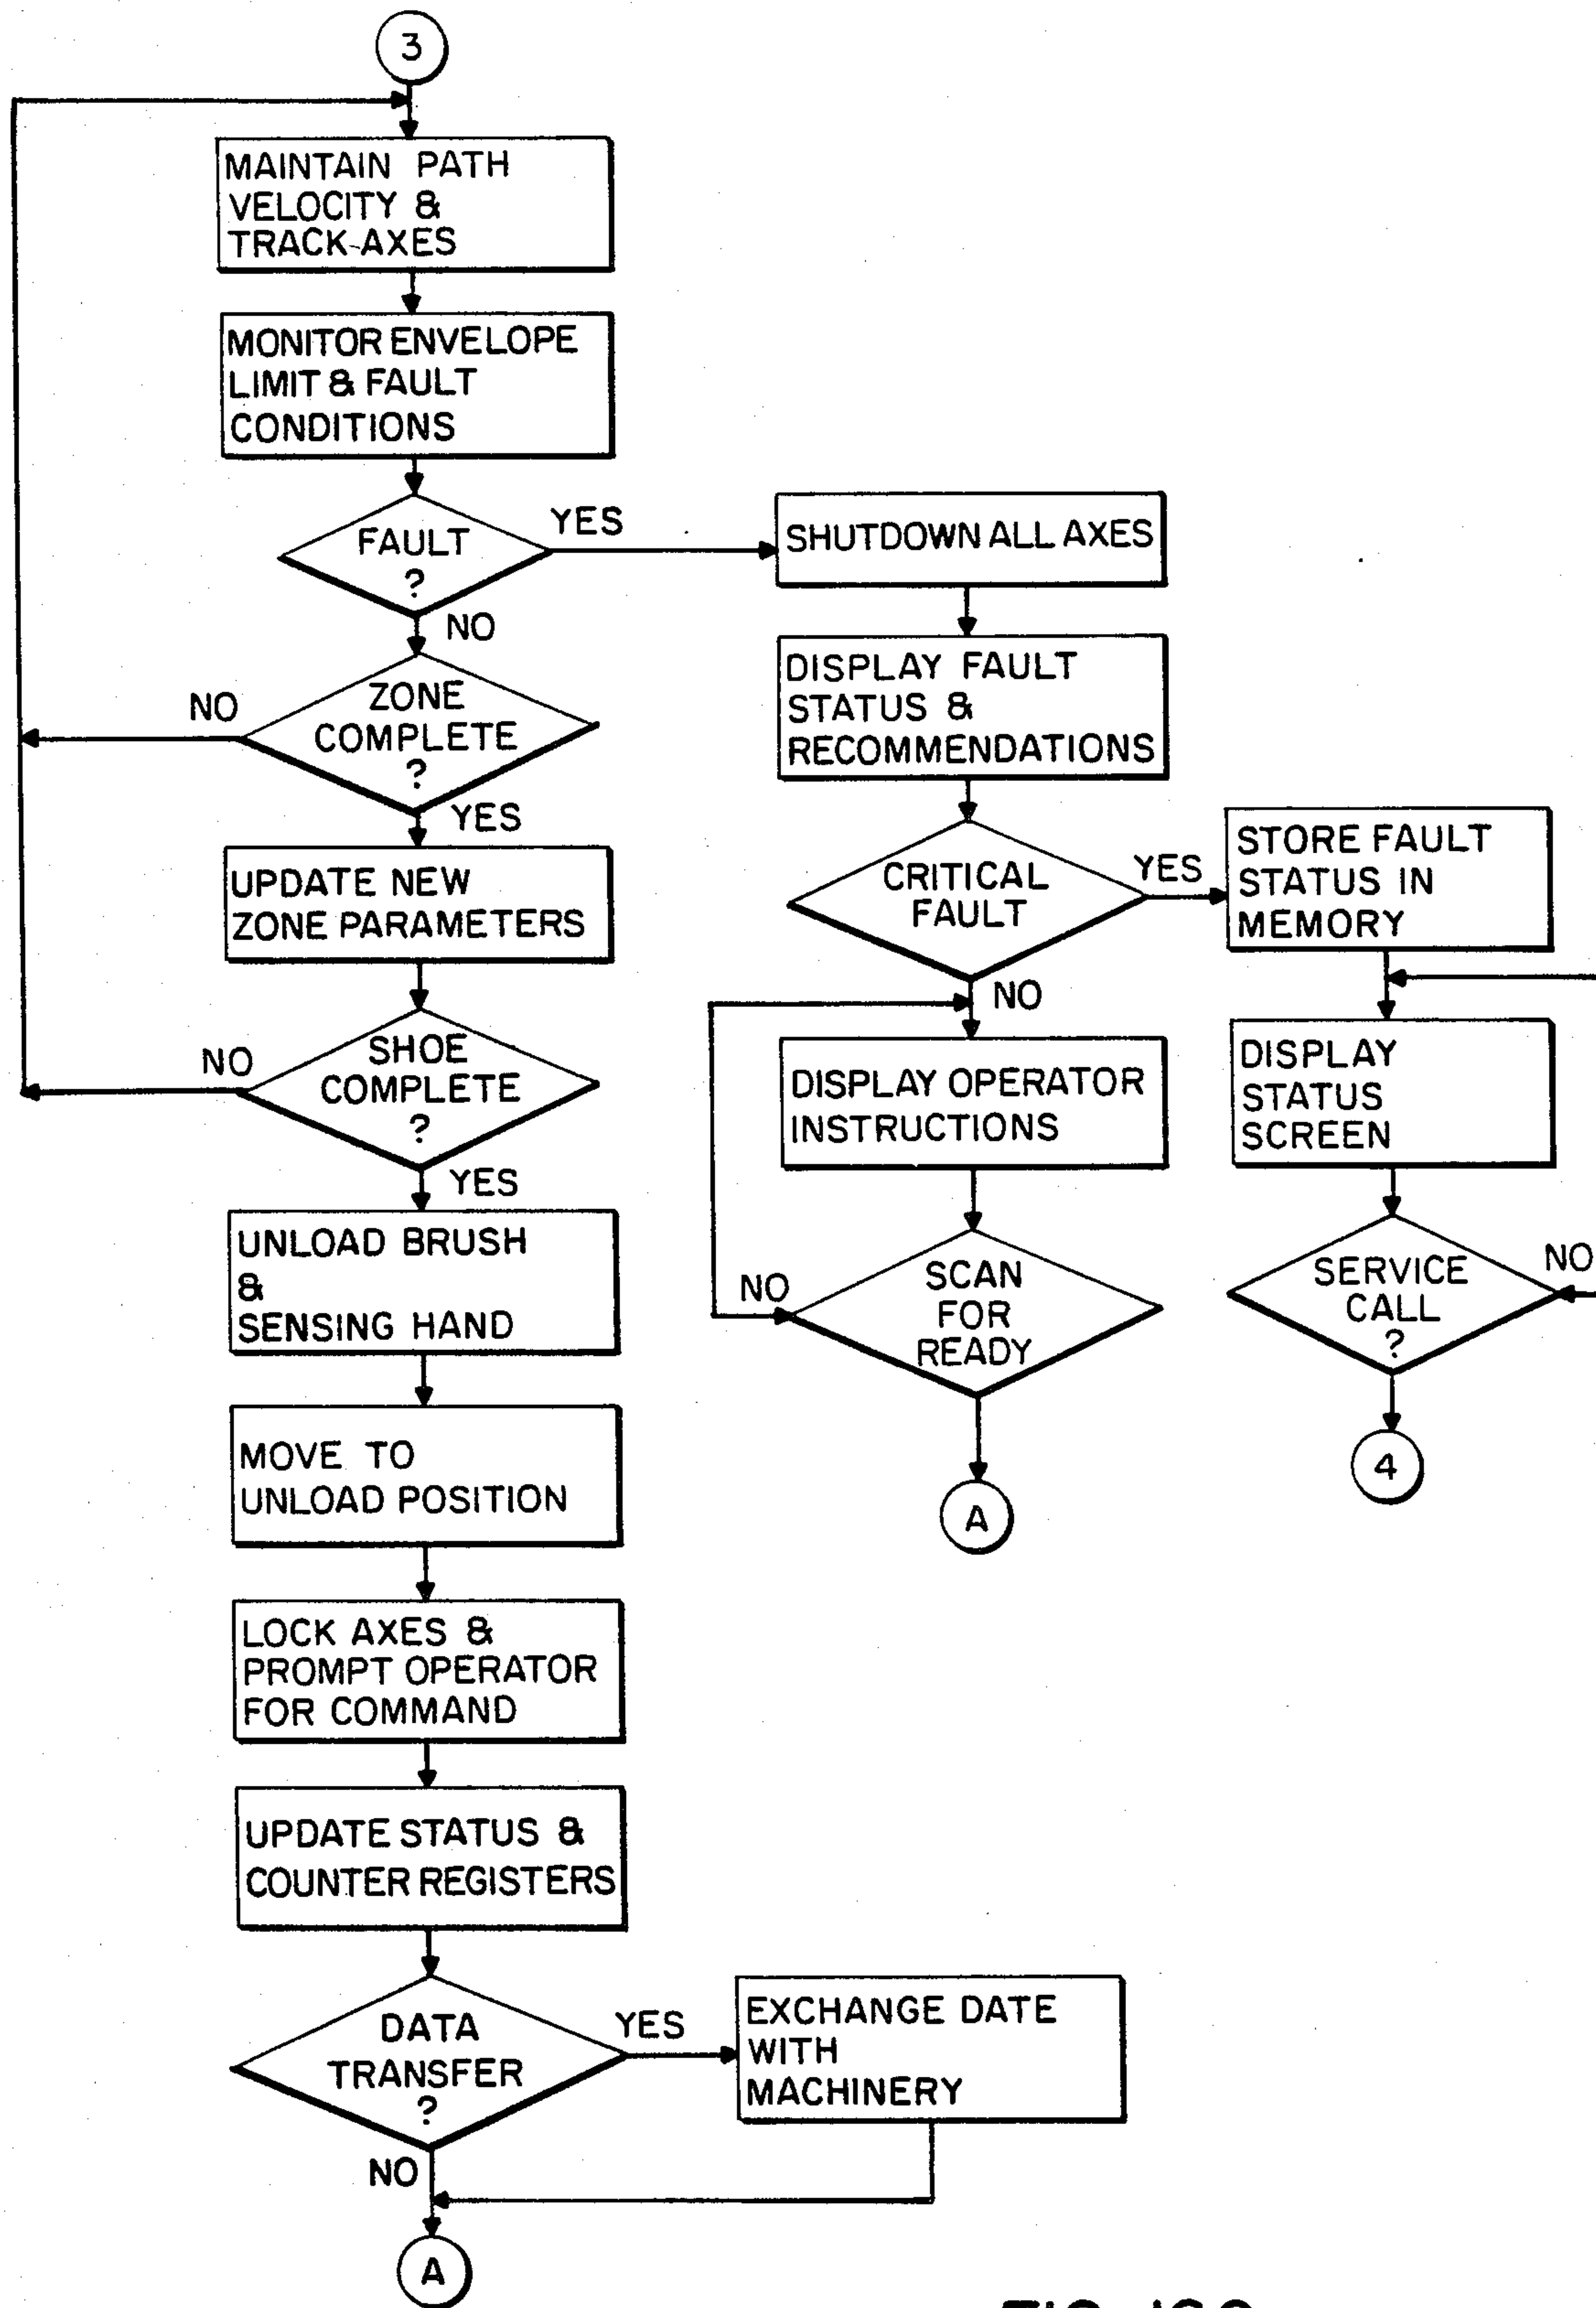 3
MAINTAIN PATH
VELOCITY &
TRACK-AXES
MONITOR ENVELOPE
LIMIT & FAULT
CONDITIONS
FAULT
?
YES
NO
SHUTDOWN ALL AXES
DISPLAY FAULT
STATUS &
RECOMMENDATIONS
ZONE
COMPLETE
?
NO
YES
CRITICAL
FAULT
YES
NO
STORE FAULT
STATUS IN
MEMORY
UPDATE NEW
ZONE PARAMETERS
SHOE
COMPLETE
?
NO
YES
DISPLAY OPERATOR
INSTRUCTIONS
DISPLAY
STATUS
SCREEN
UNLOAD BRUSH
&
SENSING HAND
SCAN
FOR
READY
NO
SERVICE
CALL
?
NO
MOVE TO
UNLOAD POSITION
A
4
LOCK AXES &
PROMPT OPERATOR
FOR COMMAND
UPDATE STATUS &
COUNTER REGISTERS
DATA
TRANSFER
?
YES
NO
EXCHANGE DATE
WITH
MACHINERY
A